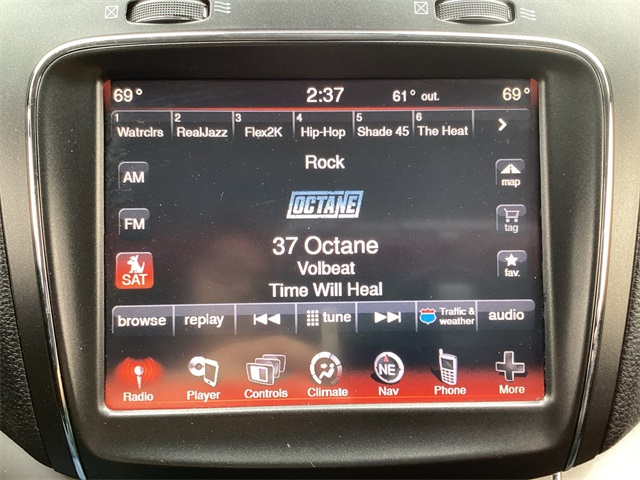 69° 2:37 61° out. 69°
1 Watrclrs 2 RealJazz 3 Flex2K 4 Hip-Hop 5 Shade 45 6 The Heat
Rock
AM
map
OCTANE
FM
tag
37 Octane
Volbeat
SAT
fav.
Time Will Heal
browse replay tune Traffic & weather audio
NE
Radio Player Controls Climate Nav Phone More